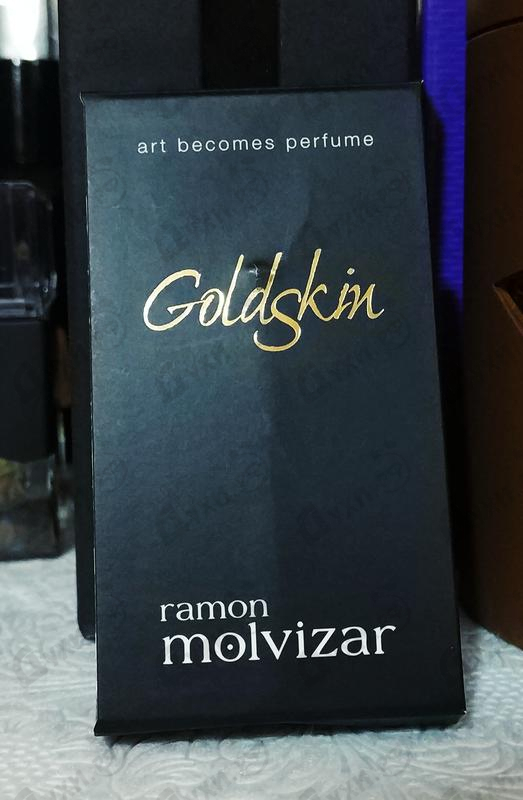 art becomes perfume
Goldskin
ramon
molvizar